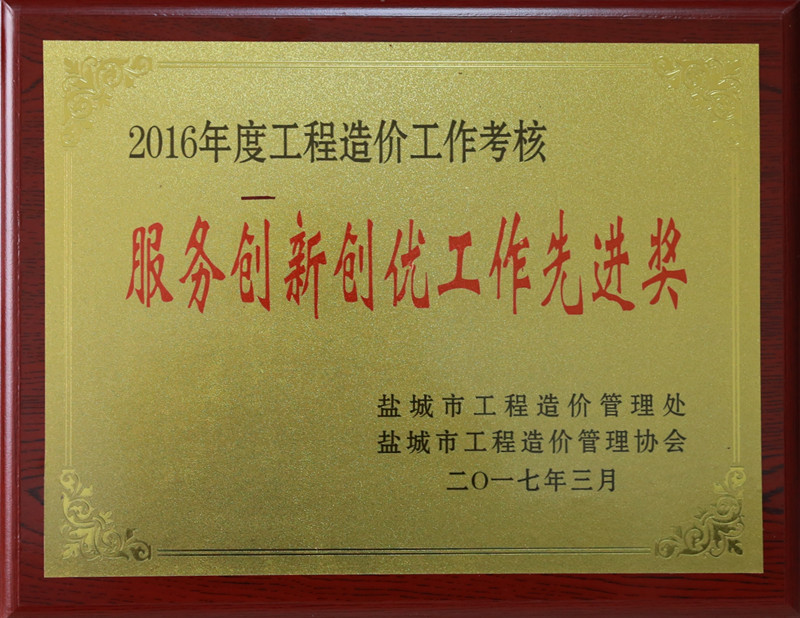 2016年度工程造价工作考核
服务创新创优工作先进奖
盐城市工程造价管理处
盐城市工程造价管理协会
二〇一七年三月